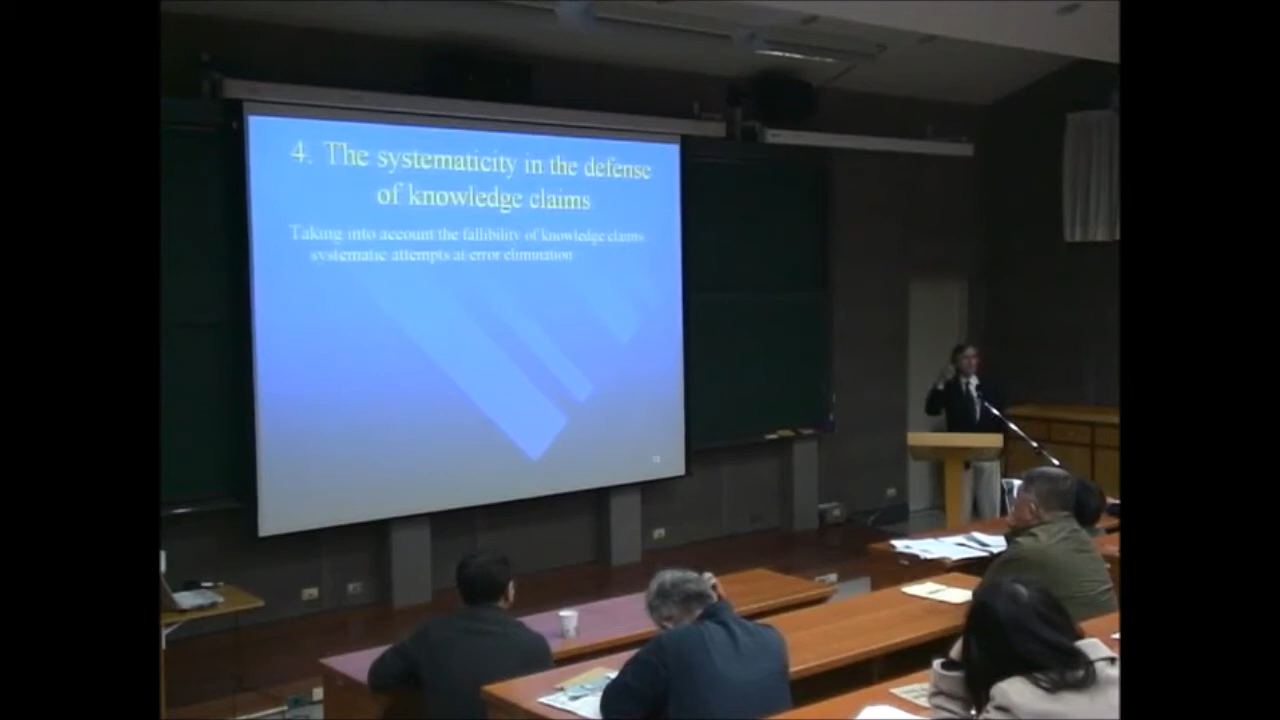 4. The systematicity in the defense
of knowledge claims
Taking into account the fallibility of knowledge claims
systematic attempts at error elimination